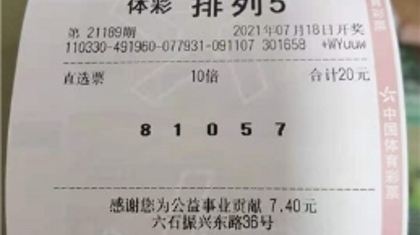 体彩 排列5
第 21189期 2021年07月18日开奖
110330-491960-077931-091107 301658 +WYuuw
直选票 10倍 合计20元
8 1 0 5 7
感谢您为公益事业贡献 7.40元
六石振兴东路36号
中国体育彩票
育彩票